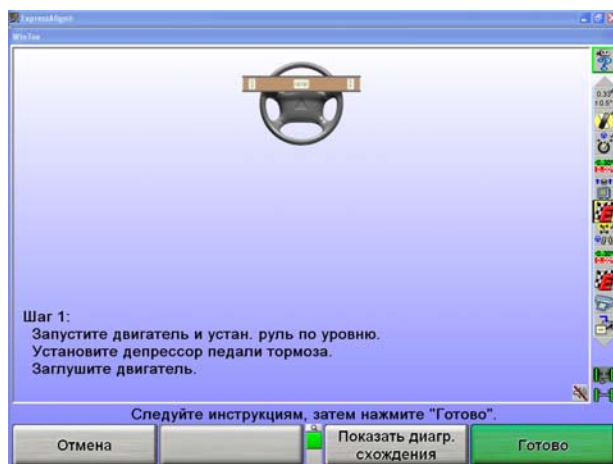 ExpressAlign®
WinToe
Шаг 1:
Запустите двигатель и устан. руль по уровню.
Установите депрессор педали тормоза.
Заглушите двигатель.
Следуйте инструкциям, затем нажмите "Готово".
Отмена
Показать диагр.
схождения
Готово